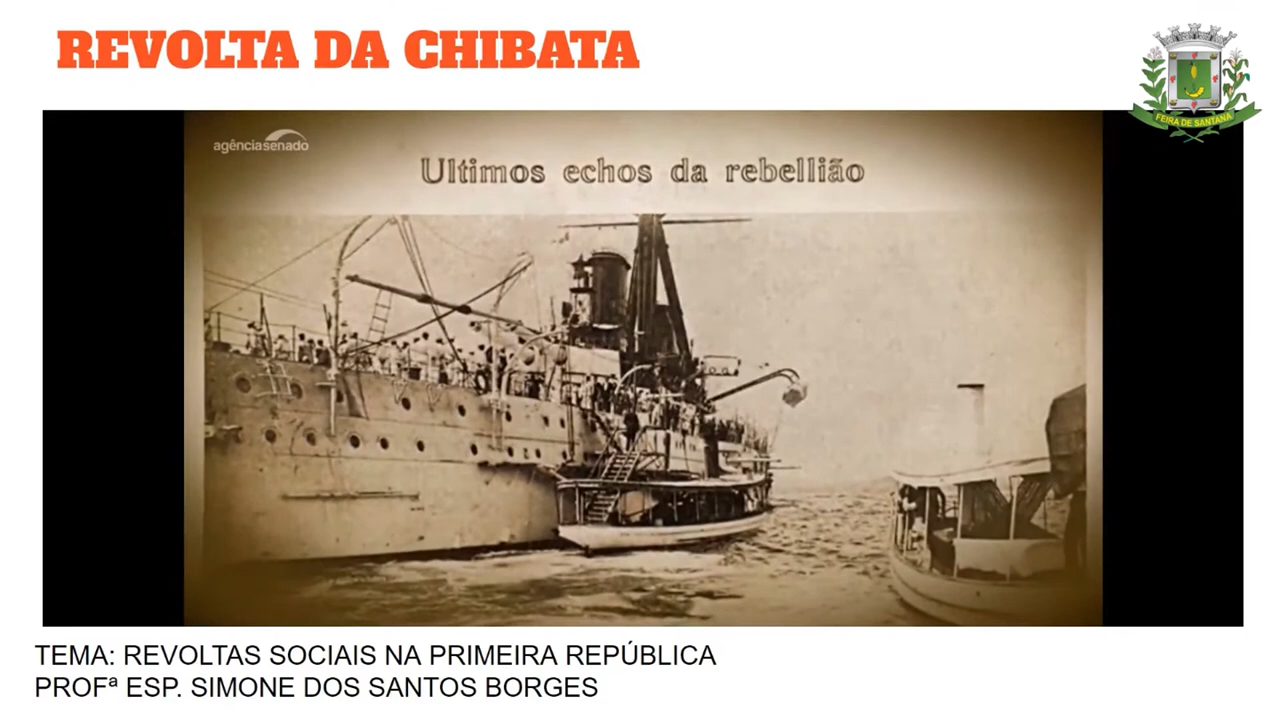 REVOLTA DA CHIBATA
FEIRA DE SANTANA
agênciasenado
Ultimos echos da rebellião
TEMA: REVOLTAS SOCIAIS NA PRIMEIRA REPÚBLICA
PROFª ESP. SIMONE DOS SANTOS BORGES